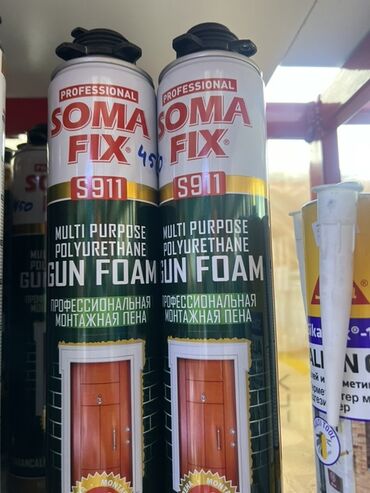 PROFESSIONAL
SOMA
FIX
450
S911
MULTI PURPOSE
POLYURETHANE
GUN FOAM
ПРОФЕССИОНАЛЬНАЯ
МОНТАЖНАЯ ПЕНА
PROFESSIONAL
SOMA
FIX
S911
MULTI PURPOSE
POLYURETHANE
GUN FOAM
ПРОФЕССИОНАЛЬНАЯ
МОНТАЖНАЯ ПЕНА